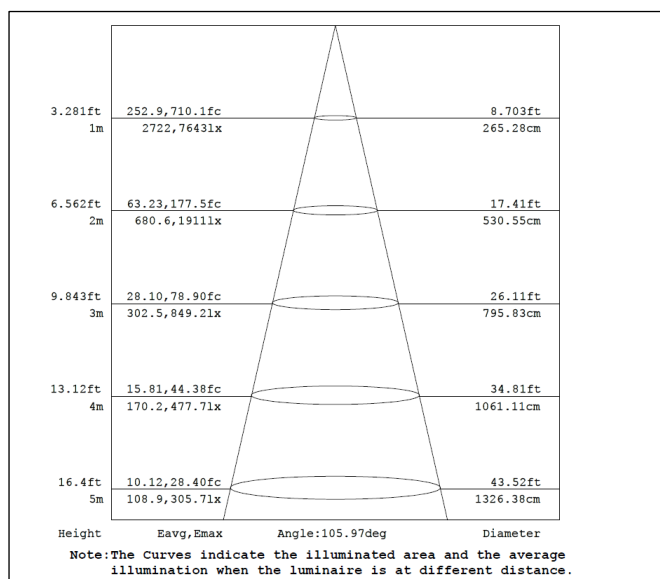 3.281ft 252.9,710.1fc 8.703ft
1m 2722,7643lx 265.28cm
6.562ft 63.23,177.5fc 17.41ft
2m 680.6,1911lx 530.55cm
9.843ft 28.10,78.90fc 26.11ft
3m 302.5,849.2lx 795.83cm
13.12ft 15.81,44.38fc 34.81ft
4m 170.2,477.7lx 1061.11cm
16.4ft 10.12,28.40fc 43.52ft
5m 108.9,305.7lx 1326.38cm
Height Eavg,Emax Angle:105.97deg Diameter
Note:The Curves indicate the illuminated area and the average
illumination when the luminaire is at different distance.